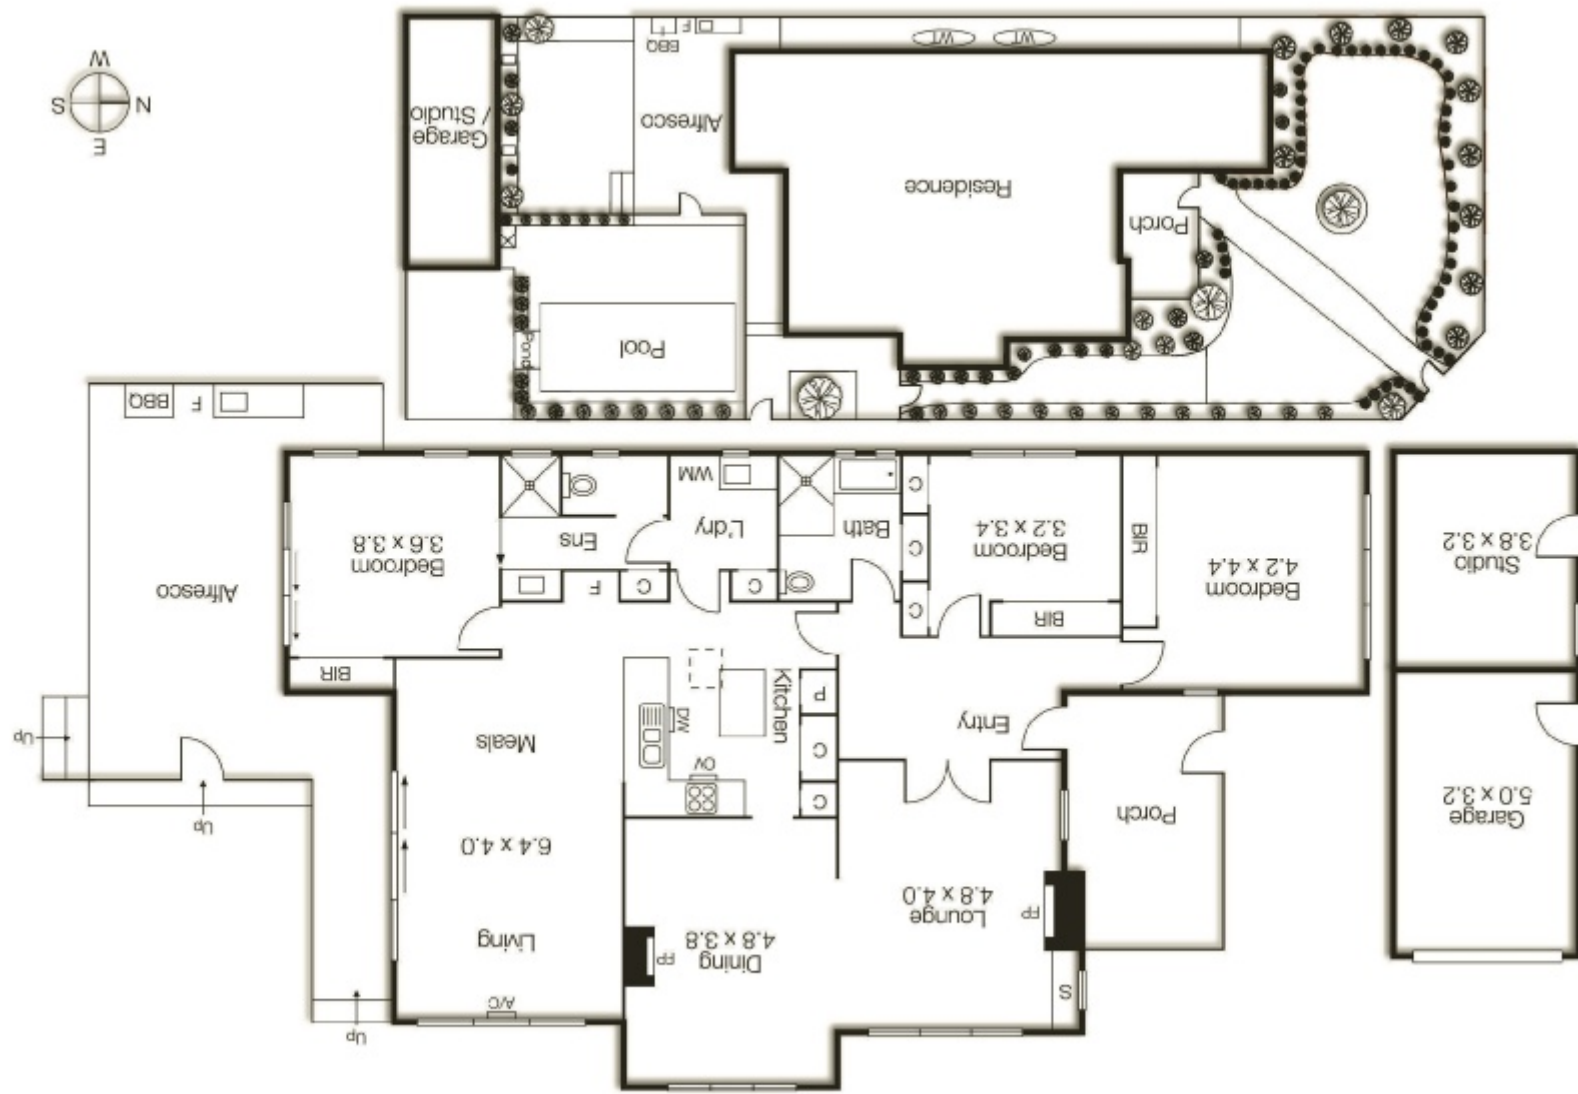 Garage
5.0 x 3.2
Studio
3.8 x 3.2
S
FP
Lounge
4.8 x 4.0
Porch
Dining
4.8 x 3.8
FP
A/C
Living
6.4 x 4.0
Meals
Up
Up
Up
Entry
C
C
P
Kitchen
OV
DW
Bedroom
4.2 x 4.4
BIR
BIR
Bedroom
3.2 x 3.4
C
C
C
Bath
C
L'dry
WM
C
F
Ens
BIR
Bedroom
3.6 x 3.8
Alfresco
F
BBQ
Pool
Pond
Porch
Residence
Alfresco
Garage
/ Studio
WT
WT
F
BBQ
E
N
S
W